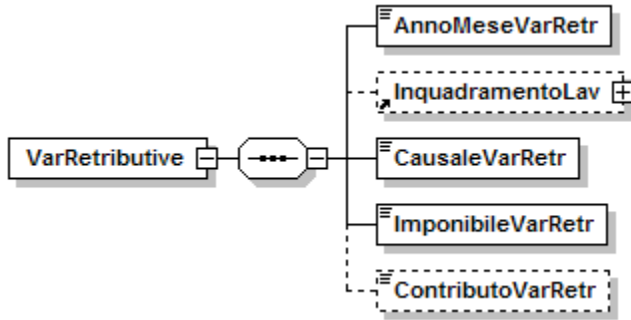 AnnoMeseVarRetr
InquadramentoLav
VarRetributive
CausaleVarRetr
ImponibileVarRetr
ContributoVarRetr